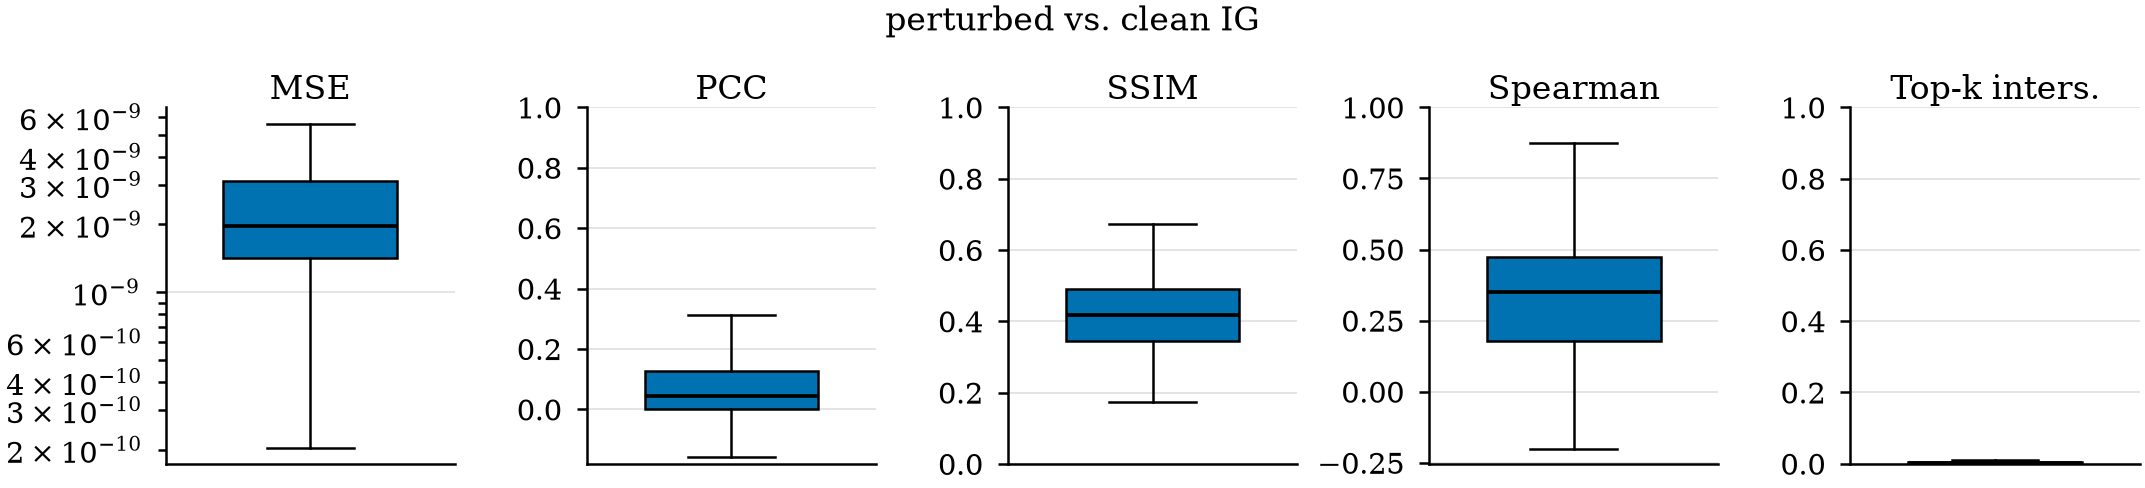 perturbed vs. clean IG
MSE
6 × 10⁻⁹
4 × 10⁻⁹
3 × 10⁻⁹
2 × 10⁻⁹
10⁻⁹
6 × 10⁻¹⁰
4 × 10⁻¹⁰
3 × 10⁻¹⁰
2 × 10⁻¹⁰
PCC
1.0
0.8
0.6
0.4
0.2
0.0
SSIM
1.0
0.8
0.6
0.4
0.2
0.0
Spearman
1.00
0.75
0.50
0.25
0.00
−0.25
Top-k inters.
1.0
0.8
0.6
0.4
0.2
0.0